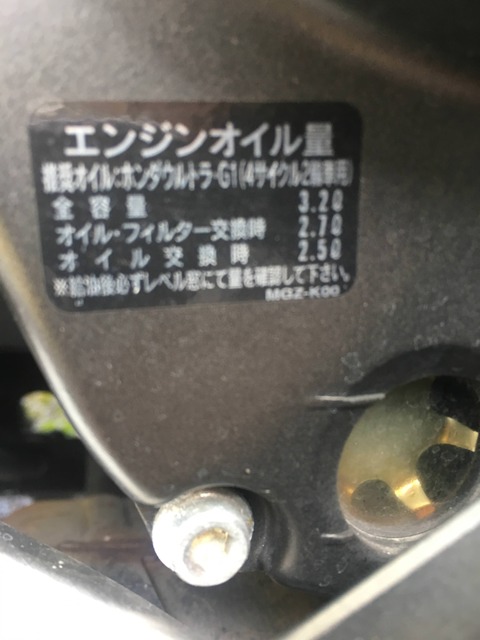 エンジンオイル量
推奨オイル:ホンダウルトラ-G1(4サイクル2輪車用)
全容量 3.2ℓ
オイル・フィルター交換時 2.7ℓ
オイル交換時 2.5ℓ
※給油後必ずレベル窓にて量を確認して下さい。
MGZ-K00